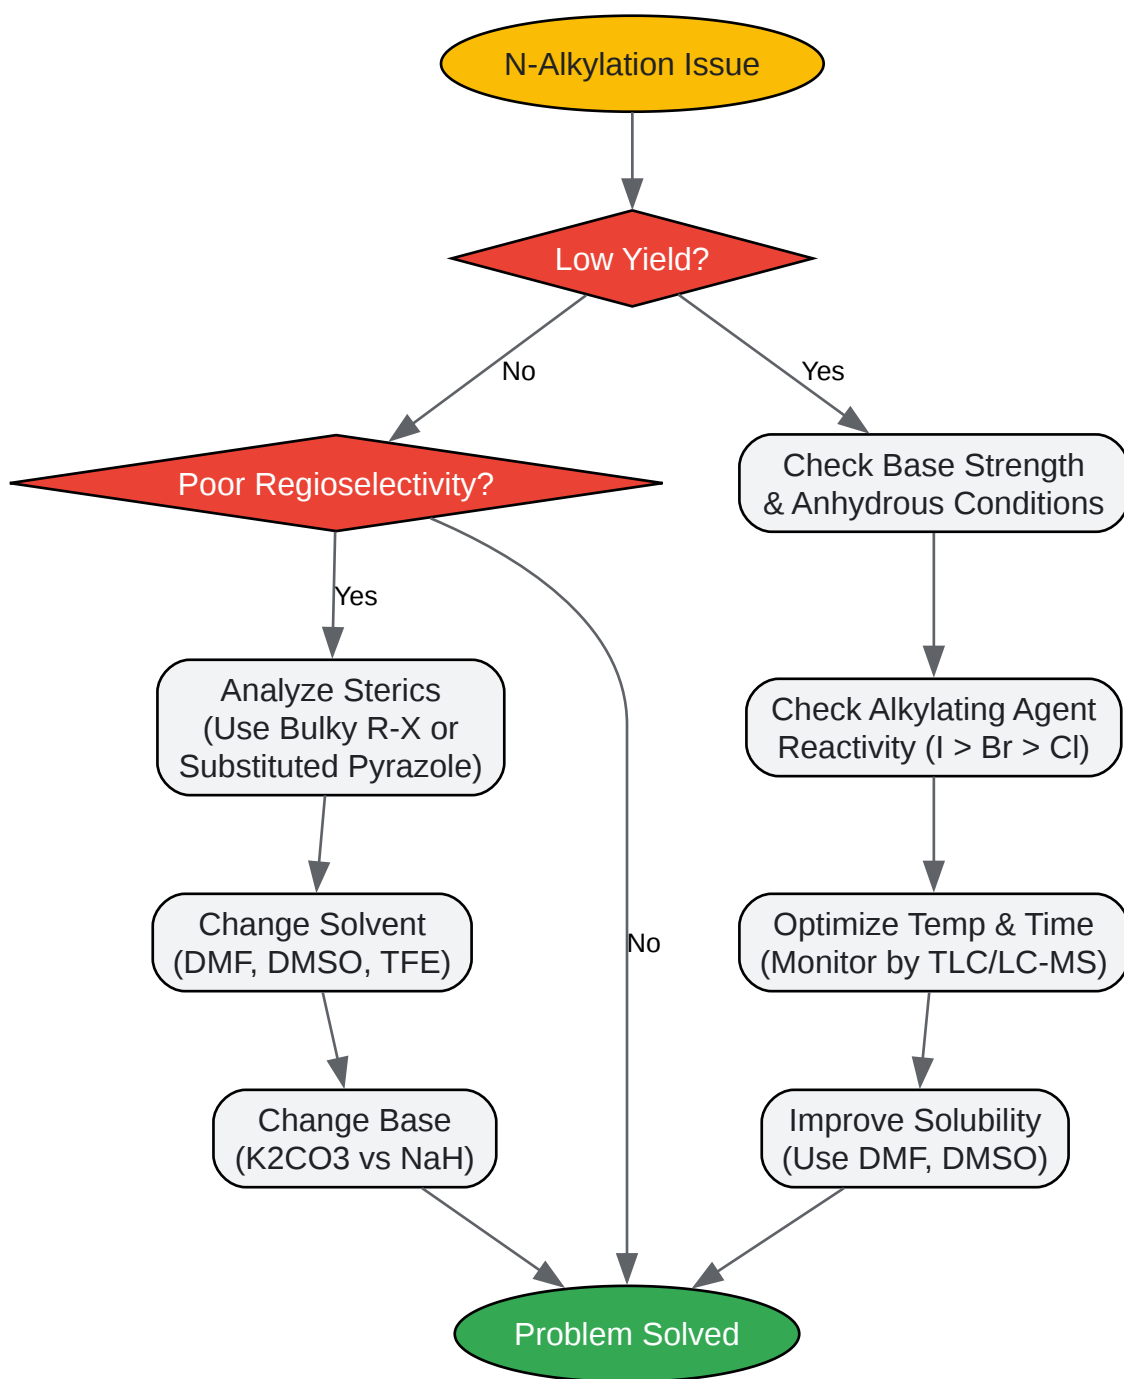 N-Alkylation Issue
Low Yield?
No
Yes
Poor Regioselectivity?
Check Base Strength
& Anhydrous Conditions
Yes
Analyze Sterics
(Use Bulky R-X or
Substituted Pyrazole)
Check Alkylating Agent
Reactivity (I > Br > Cl)
Change Solvent
(DMF, DMSO, TFE)
No
Optimize Temp & Time
(Monitor by TLC/LC-MS)
Change Base
(K2CO3 vs NaH)
Improve Solubility
(Use DMF, DMSO)
Problem Solved